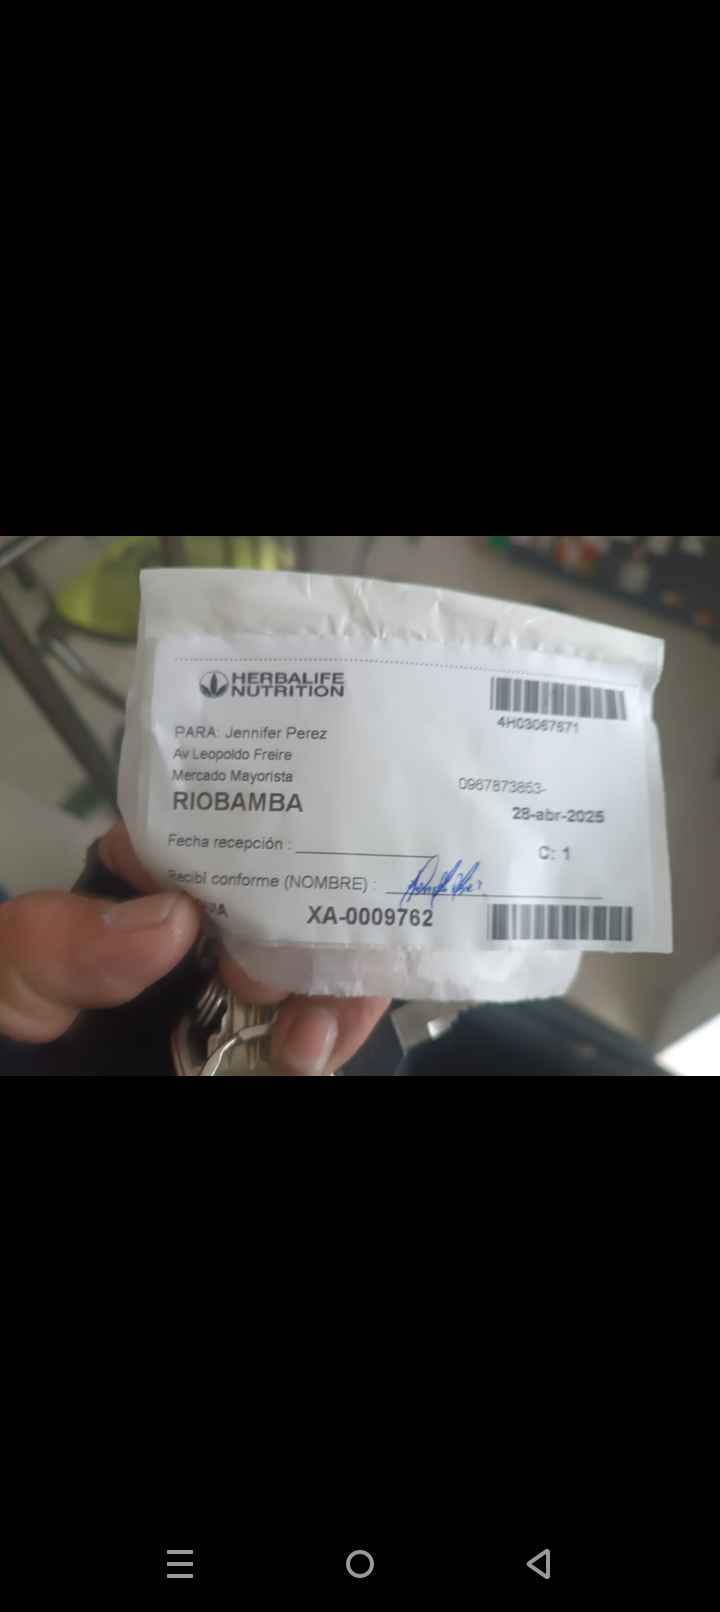 HERBALIFE
NUTRITION
4H03067671
PARA: Jennifer Perez
Av Leopoldo Freire
Mercado Mayorista
0967873853-
RIOBAMBA
28-abr-2025
Fecha recepción :
C: 1
Recibí conforme (NOMBRE) :
XA-0009762